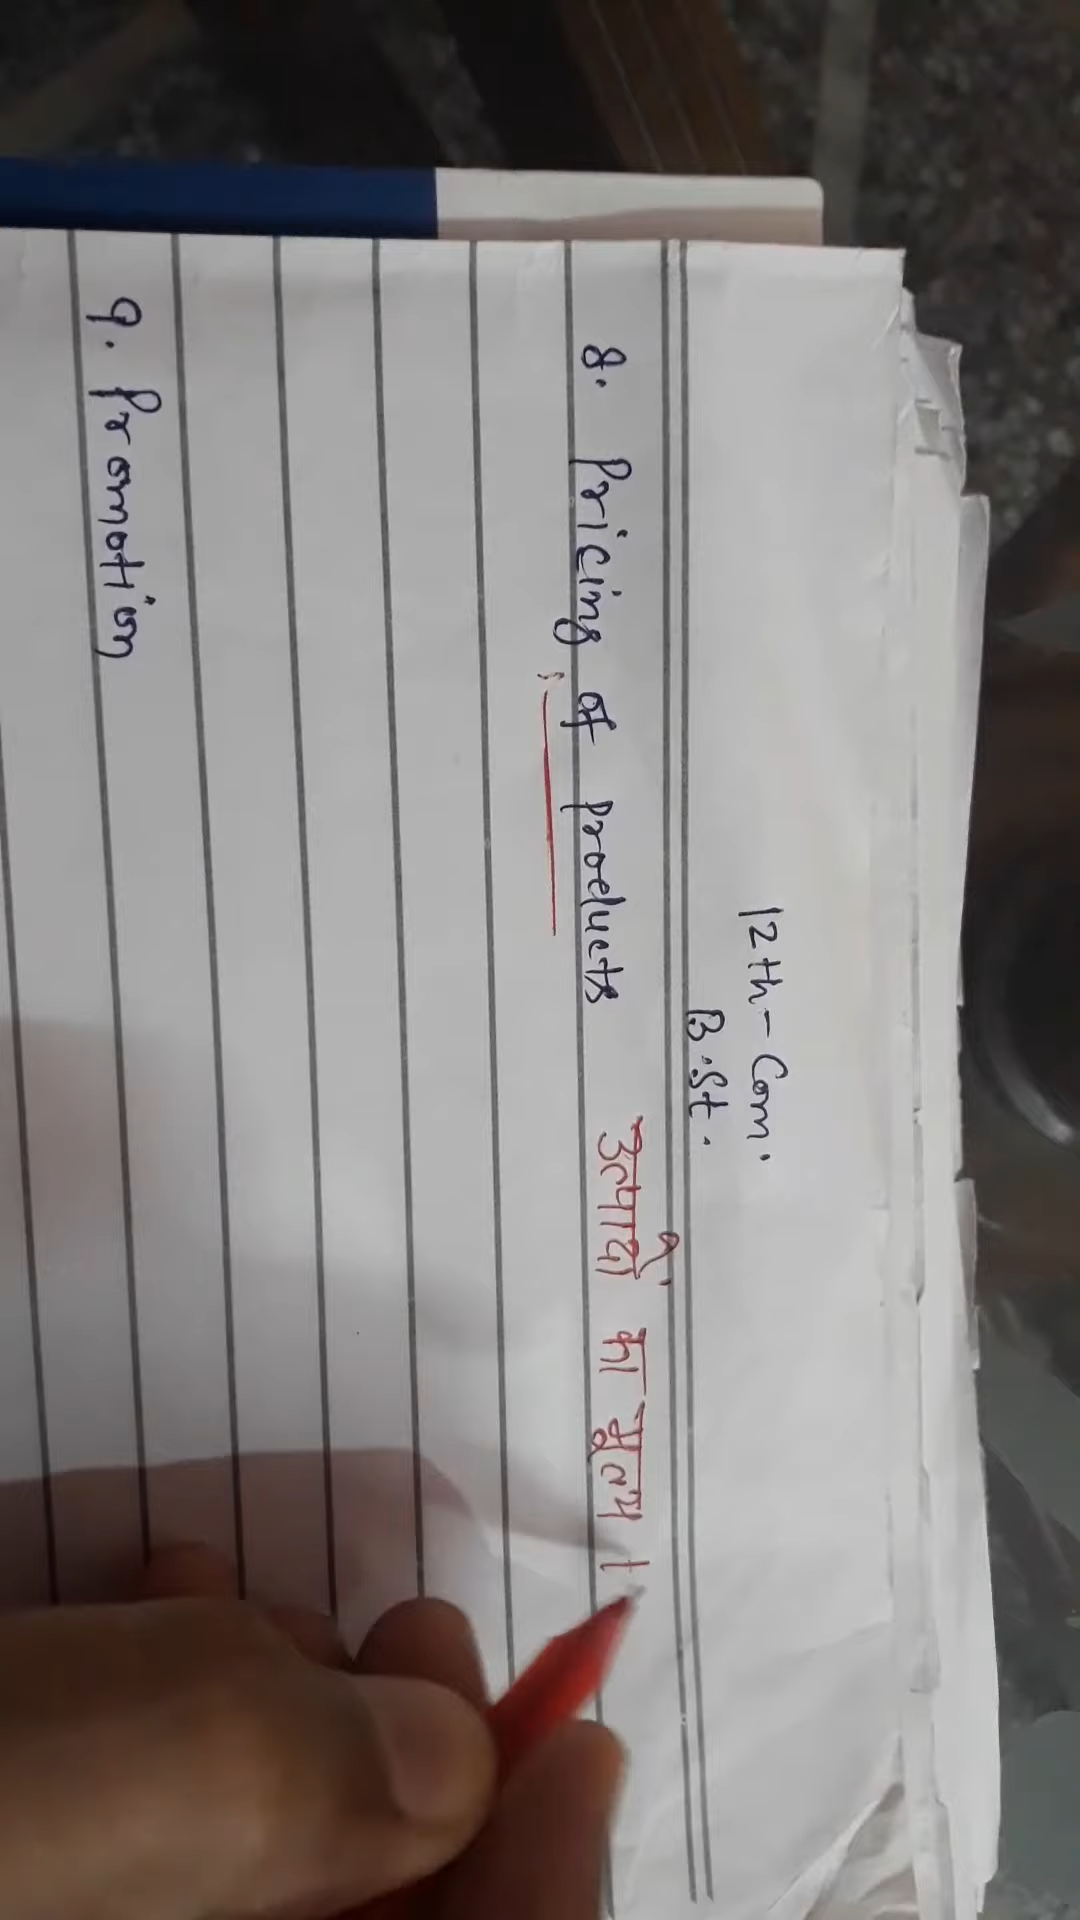 12th - Com.
B.St.
8. Pricing of products उत्पादों का मुल्य ।
9. Promotion